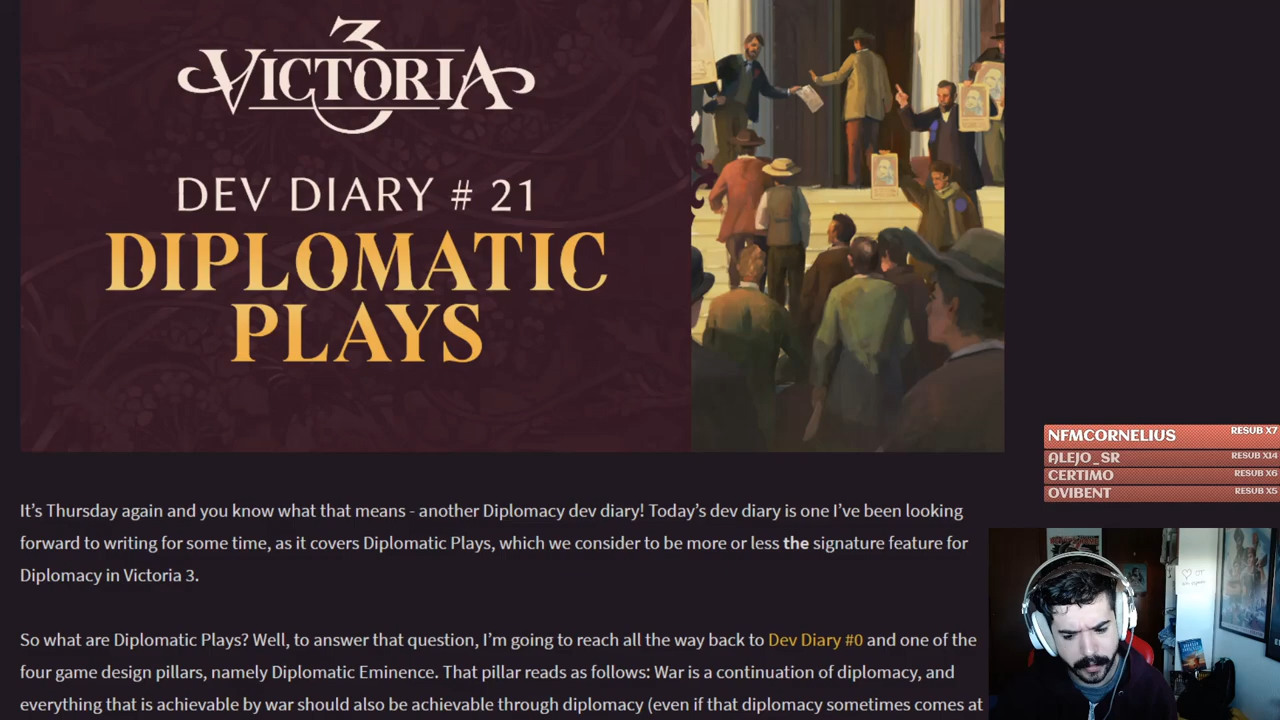 3
VICTORIA
DEV DIARY # 21
DIPLOMATIC
PLAYS
NFMCORNELIUS RESUB X7
ALEJO_SR RESUB X14
CERTIMO RESUB X6
OVIBENT RESUB X5
It’s Thursday again and you know what that means - another Diplomacy dev diary! Today’s dev diary is one I’ve been looking
forward to writing for some time, as it covers Diplomatic Plays, which we consider to be more or less the signature feature for
Diplomacy in Victoria 3.
So what are Diplomatic Plays? Well, to answer that question, I’m going to reach all the way back to Dev Diary #0 and one of the
four game design pillars, namely Diplomatic Eminence. That pillar reads as follows: War is a continuation of diplomacy, and
everything that is achievable by war should also be achievable through diplomacy (even if that diplomacy sometimes comes at